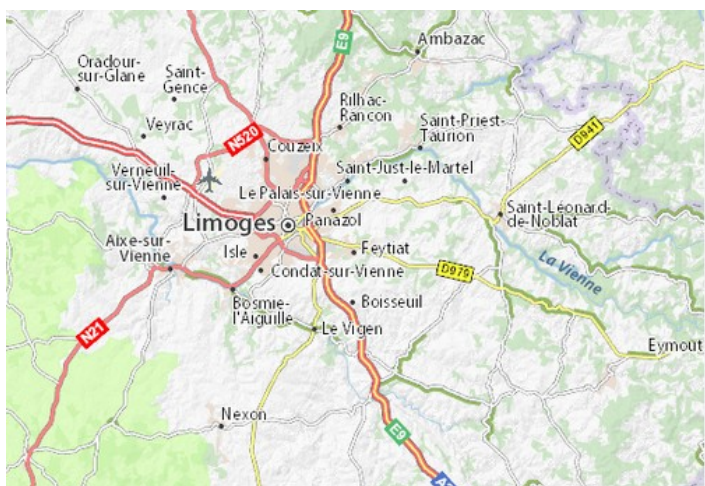 E9
Ambazac
Oradour-
sur-Glane
Saint-
Gence
Rilhac-
Rancon
Veyrac
N520
Saint-Priest-
Taurion
D941
Couzeix
Verneuil-
sur-Vienne
Saint-Just-le-Martel
Le Palais-sur-Vienne
Limoges
Panazol
Saint-Léonard-
de-Noblat
Aixe-sur-
Vienne
Isle
Feytiat
Condat-sur-Vienne
D979
La Vienne
Bosmie-
l'Aiguille
Boisseuil
N21
Le Vigen
Eymout
Nexon
E9